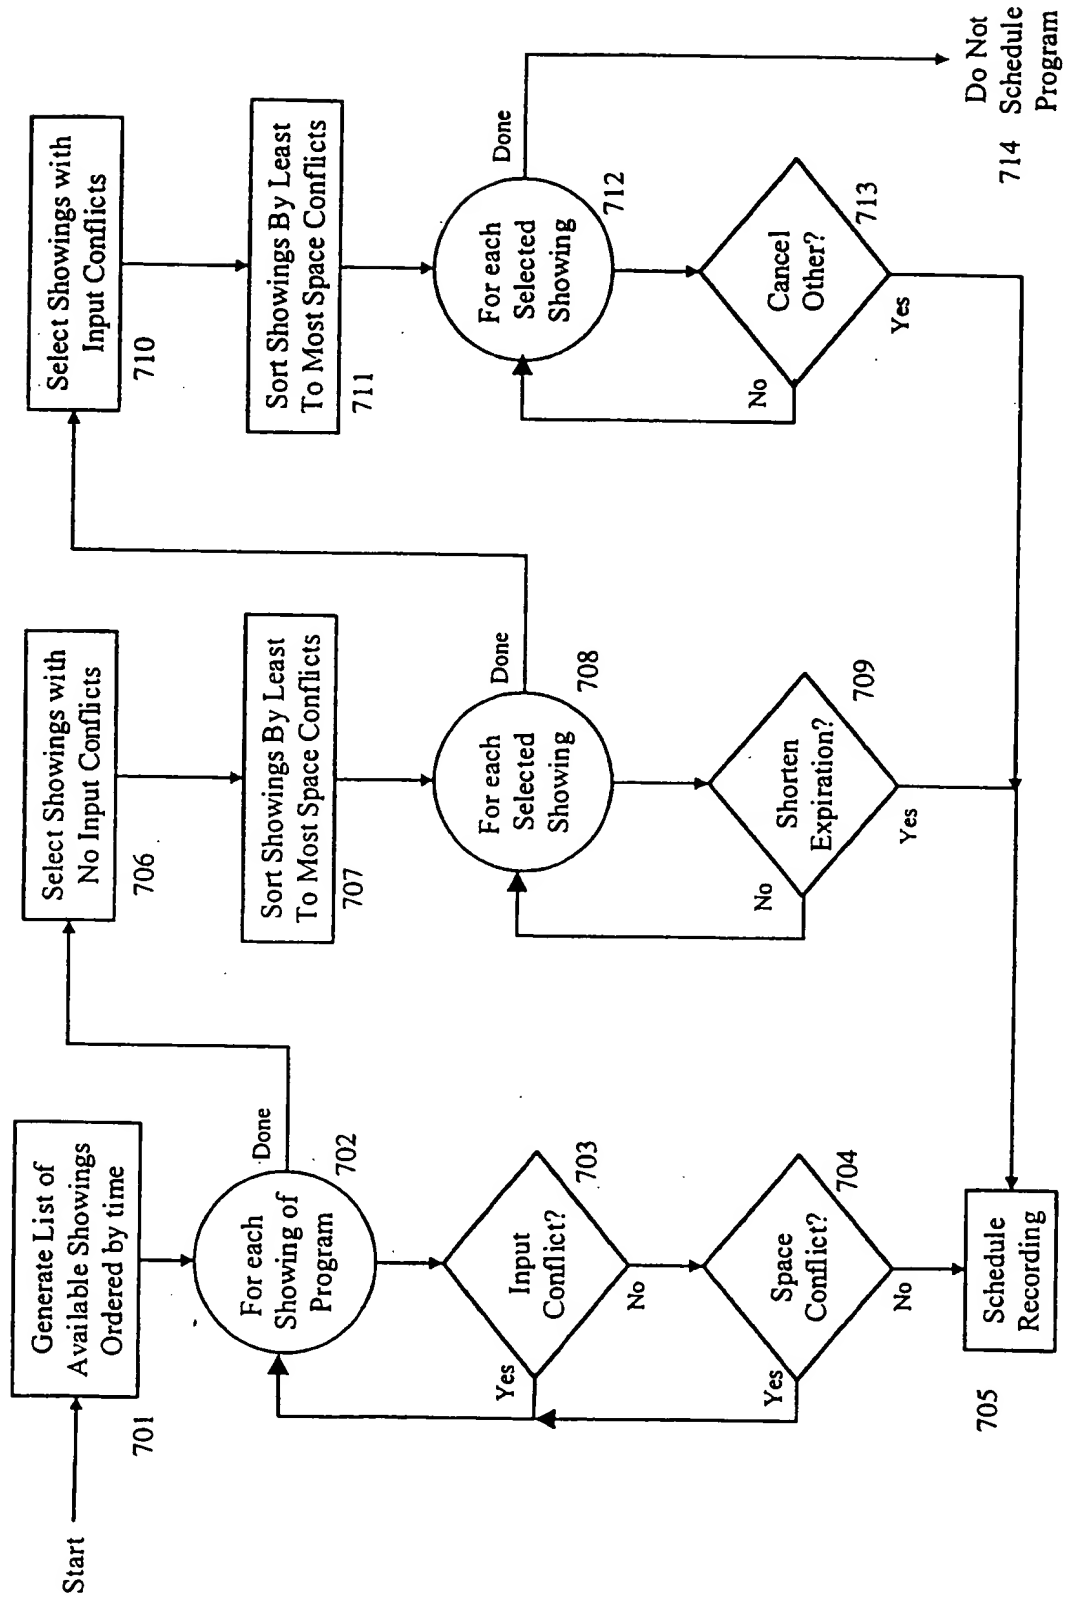 Start
Generate List of
Available Showings
Ordered by time
701
For each
Showing of
Program
Done
702
Input
Conflict?
703
Yes
No
Space
Conflict?
704
Yes
No
Schedule
Recording
705
Select Showings with
No Input Conflicts
706
Sort Showings By Least
To Most Space Conflicts
707
For each
Selected
Showing
Done
708
Shorten
Expiration?
709
No
Yes
Select Showings with
Input Conflicts
710
Sort Showings By Least
To Most Space Conflicts
711
For each
Selected
Showing
Done
712
Cancel
Other?
713
No
Yes
714
Do Not
Schedule
Program